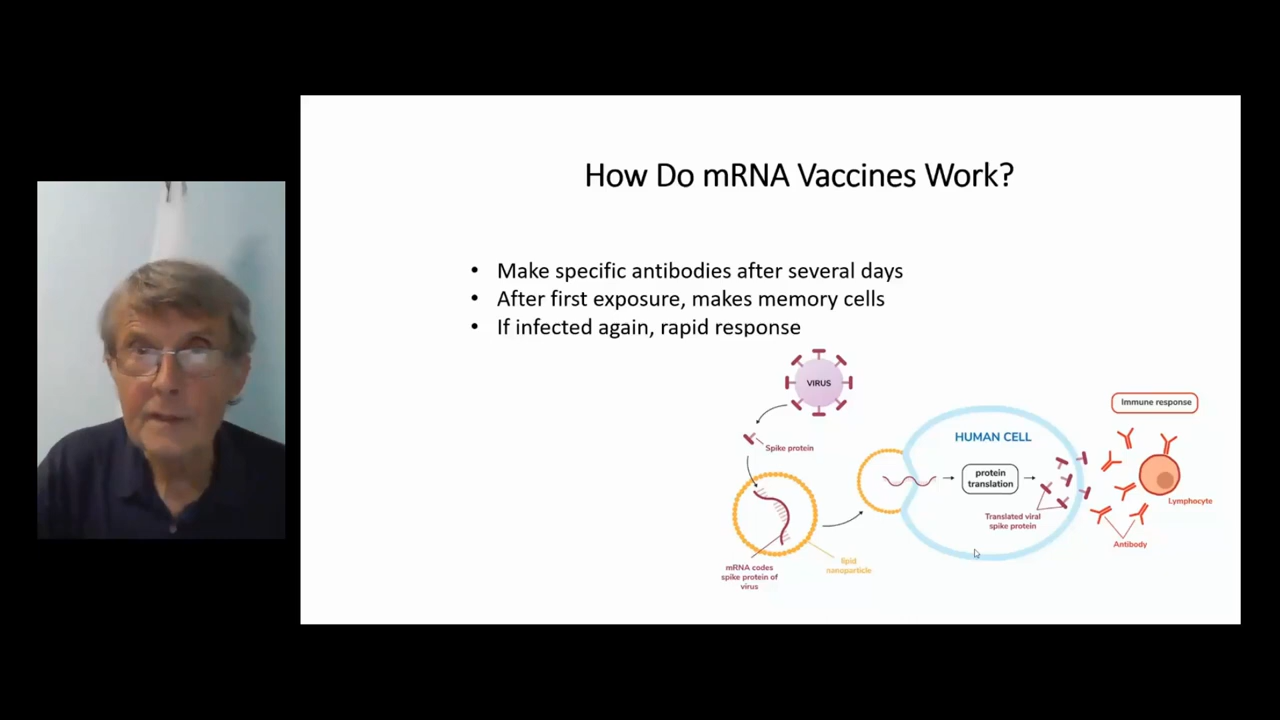 How Do mRNA Vaccines Work?
• Make specific antibodies after several days
• After first exposure, makes memory cells
• If infected again, rapid response
VIRUS
Spike protein
mRNA codes
spike protein of
virus
lipid
nanoparticle
HUMAN CELL
protein
translation
Translated viral
spike protein
Immune response
Lymphocyte
Antibody